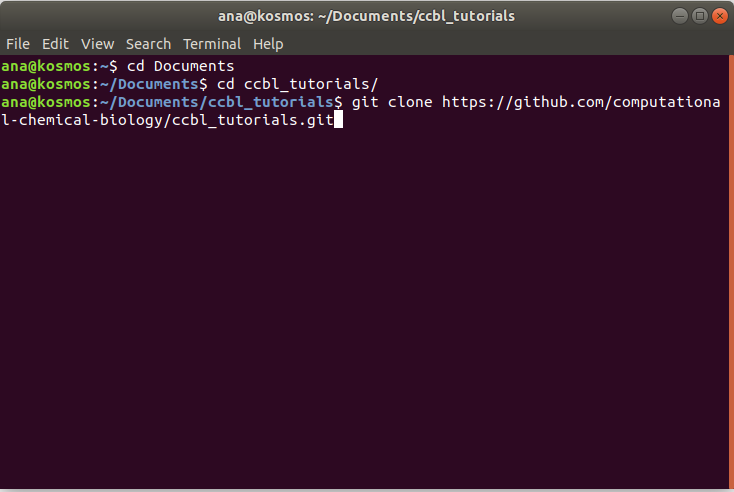 ana@kosmos: ~/Documents/ccbl_tutorials
File Edit View Search Terminal Help
ana@kosmos:~$ cd Documents
ana@kosmos:~/Documents$ cd ccbl_tutorials/
ana@kosmos:~/Documents/ccbl_tutorials$ git clone https://github.com/computationa
l-chemical-biology/ccbl_tutorials.git